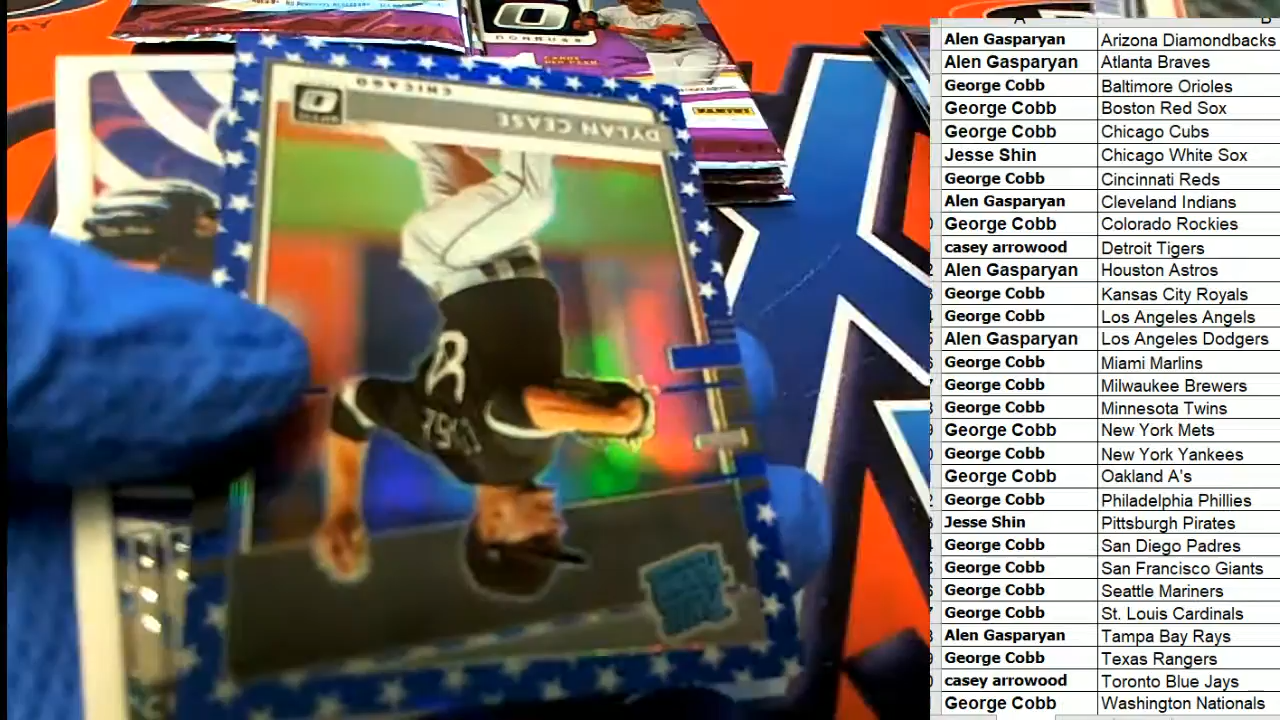 DONRUSS
CARDS
PER PACK
PANINI
CHICAGO
OPTIC
DYLAN CEASE
A B
Alen Gasparyan Arizona Diamondbacks
Alen Gasparyan Atlanta Braves
George Cobb Baltimore Orioles
George Cobb Boston Red Sox
George Cobb Chicago Cubs
Jesse Shin Chicago White Sox
George Cobb Cincinnati Reds
Alen Gasparyan Cleveland Indians
George Cobb Colorado Rockies
casey arrowood Detroit Tigers
Alen Gasparyan Houston Astros
George Cobb Kansas City Royals
George Cobb Los Angeles Angels
Alen Gasparyan Los Angeles Dodgers
George Cobb Miami Marlins
George Cobb Milwaukee Brewers
George Cobb Minnesota Twins
George Cobb New York Mets
George Cobb New York Yankees
George Cobb Oakland A's
George Cobb Philadelphia Phillies
Jesse Shin Pittsburgh Pirates
George Cobb San Diego Padres
George Cobb San Francisco Giants
George Cobb Seattle Mariners
George Cobb St. Louis Cardinals
Alen Gasparyan Tampa Bay Rays
George Cobb Texas Rangers
casey arrowood Toronto Blue Jays
George Cobb Washington Nationals